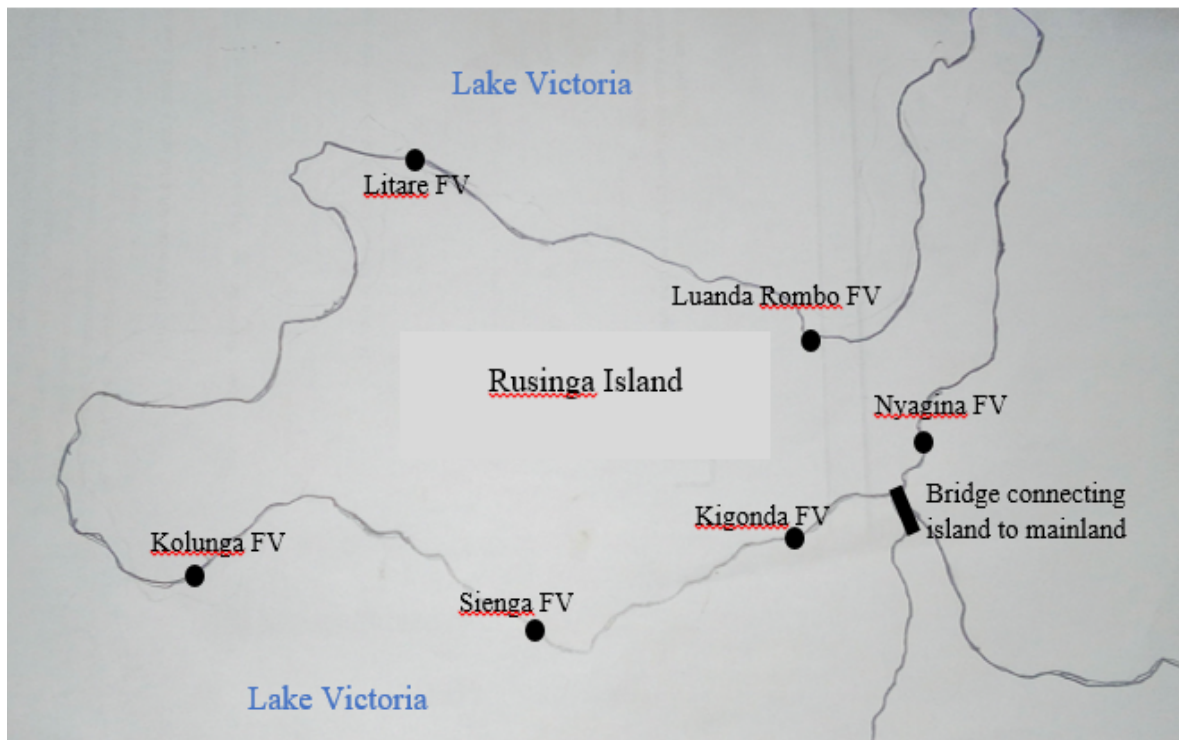 Lake Victoria
Litare FV
Luanda Rombo FV
Rusinga Island
Nyagina FV
Bridge connecting
island to mainland
Kigonda FV
Kolunga FV
Sienga FV
Lake Victoria